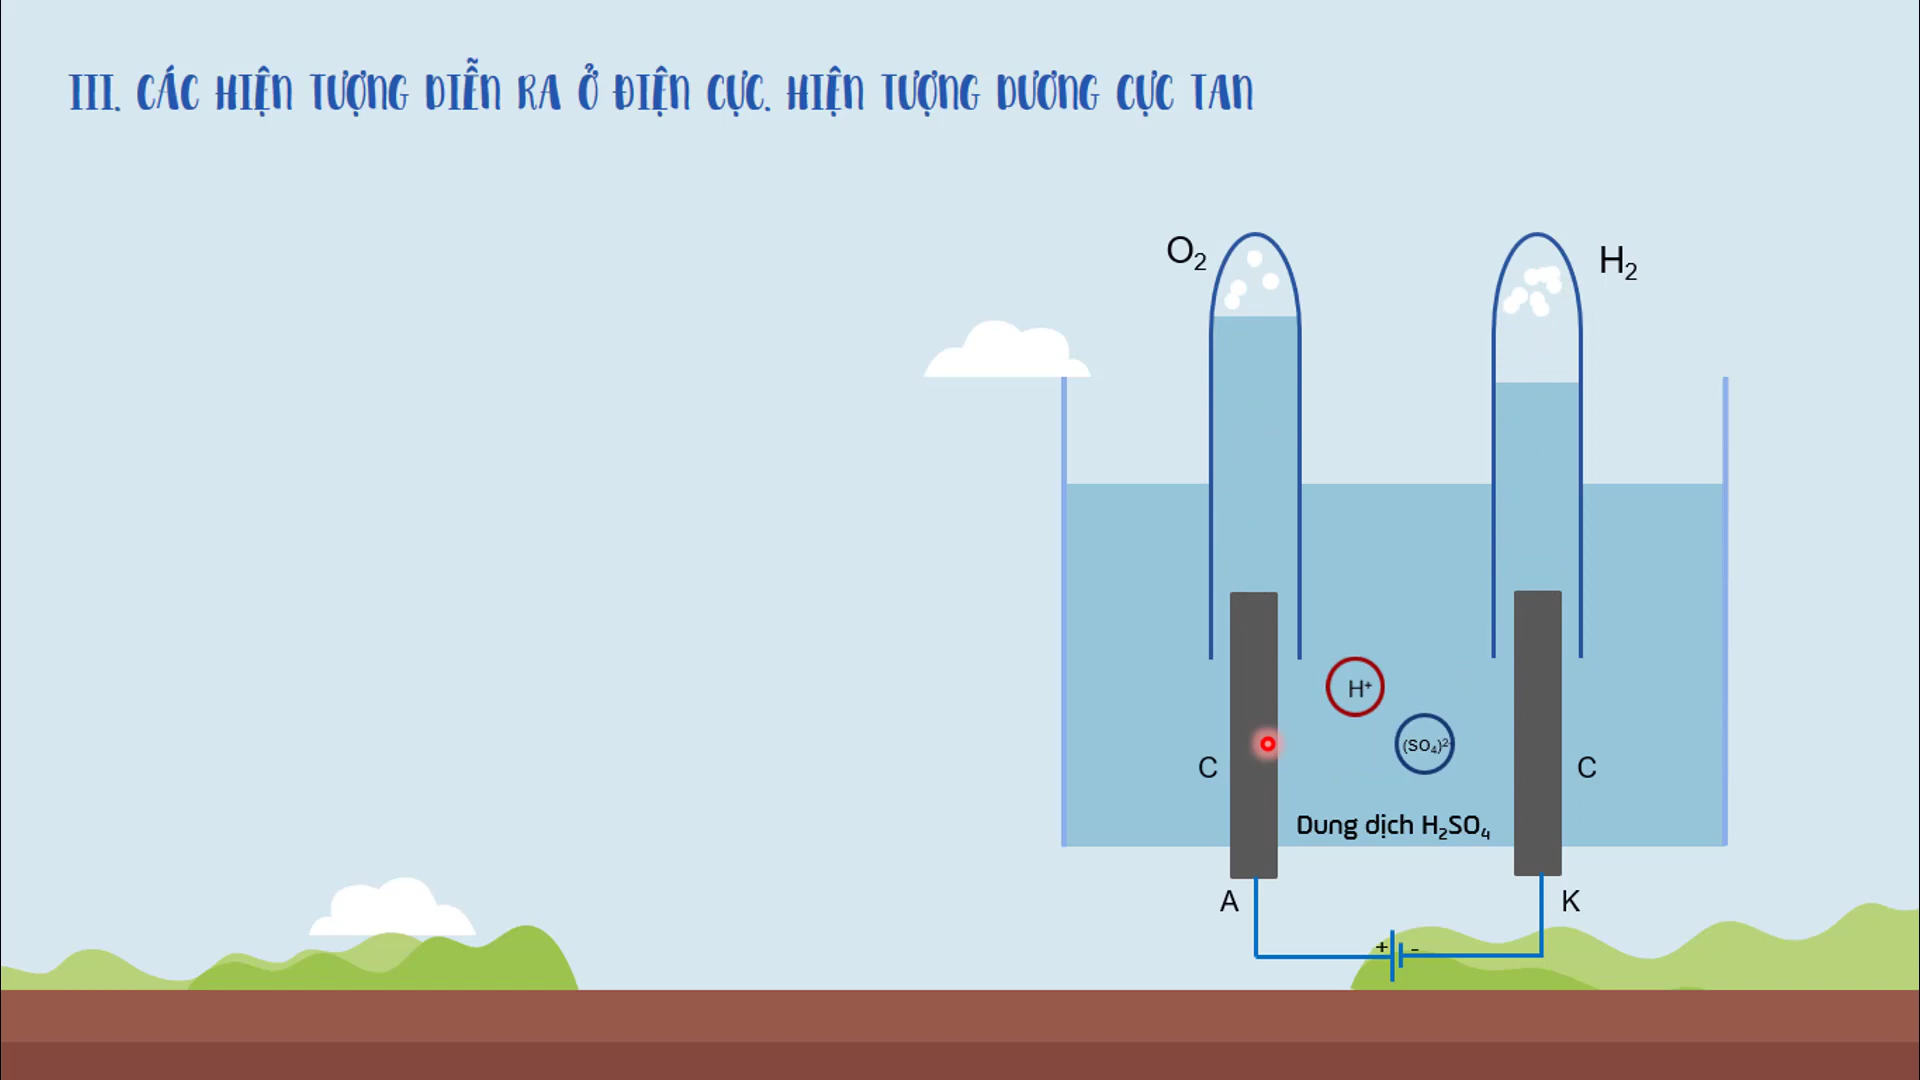 III. CÁC HIỆN TƯỢNG DIỄN RA Ở ĐIỆN CỰC. HIỆN TƯỢNG DƯƠNG CỰC TAN
O₂
H₂
H⁺
(SO₄)²⁻
C
C
Dung dịch H₂SO₄
A
K
+
-